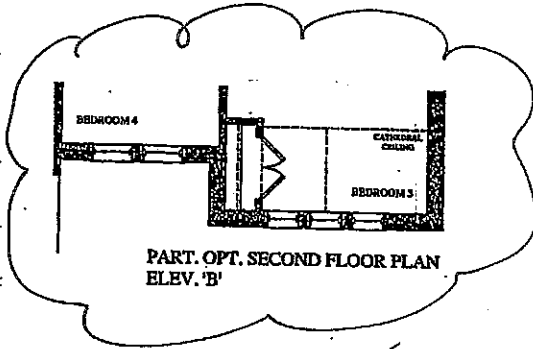 BEDROOM 4
CATHEDRAL
CEILING
BEDROOM 3
PART. OPT. SECOND FLOOR PLAN
ELEV. 'B'